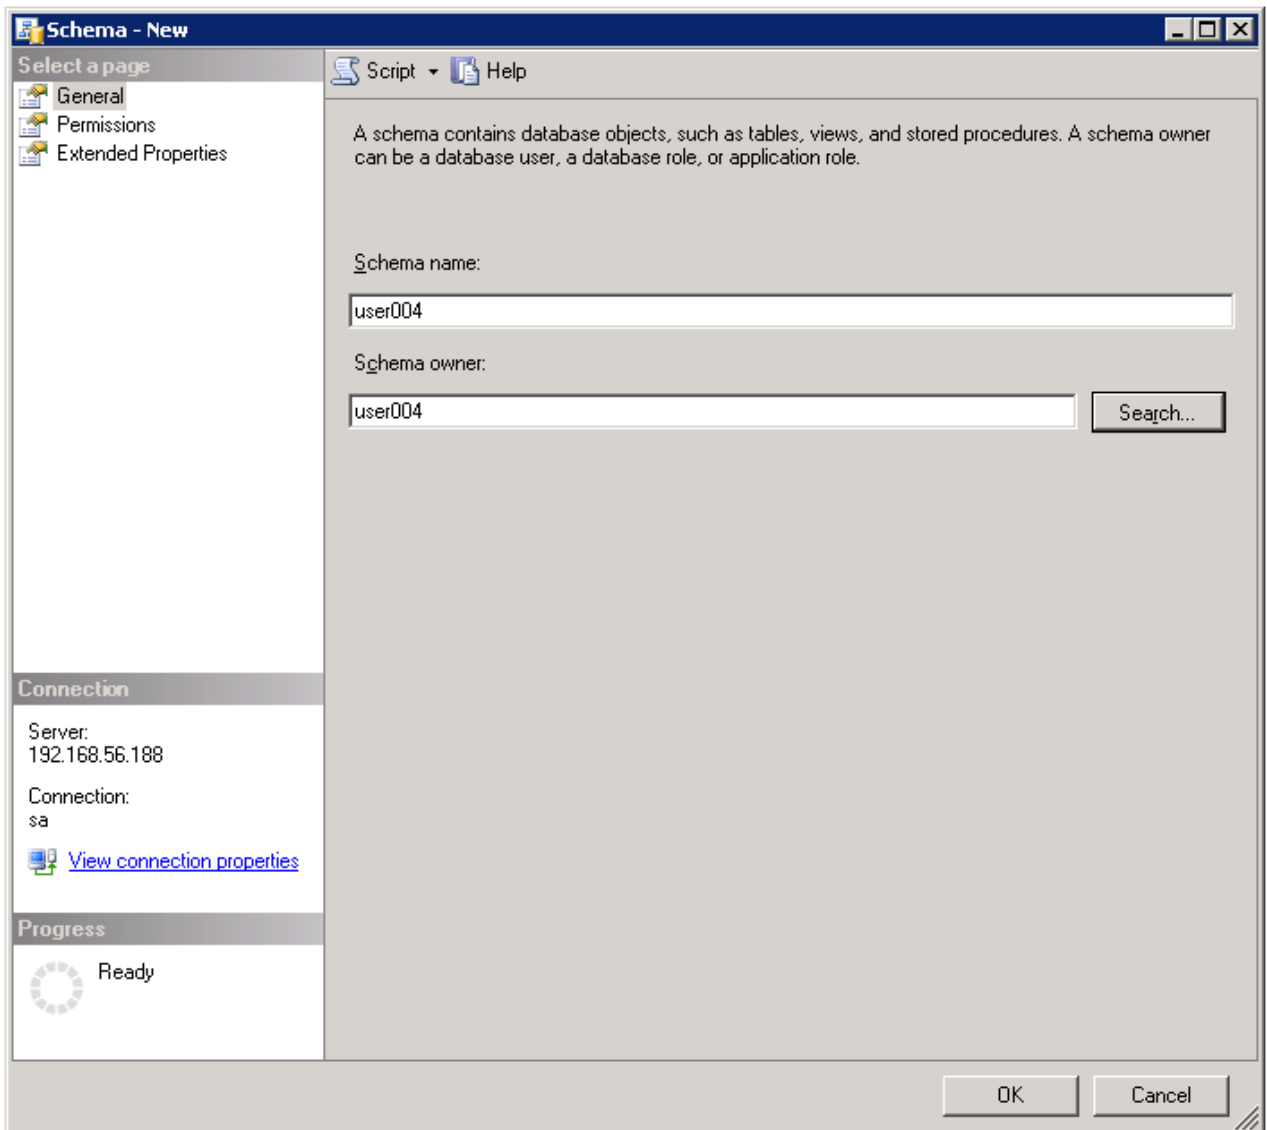 Schema - New
Select a page
General
Permissions
Extended Properties
Script
Help
A schema contains database objects, such as tables, views, and stored procedures. A schema owner
can be a database user, a database role, or application role.
Schema name:
user004
Schema owner:
user004
Search...
Connection
Server:
192.168.56.188
Connection:
sa
View connection properties
Progress
Ready
OK
Cancel